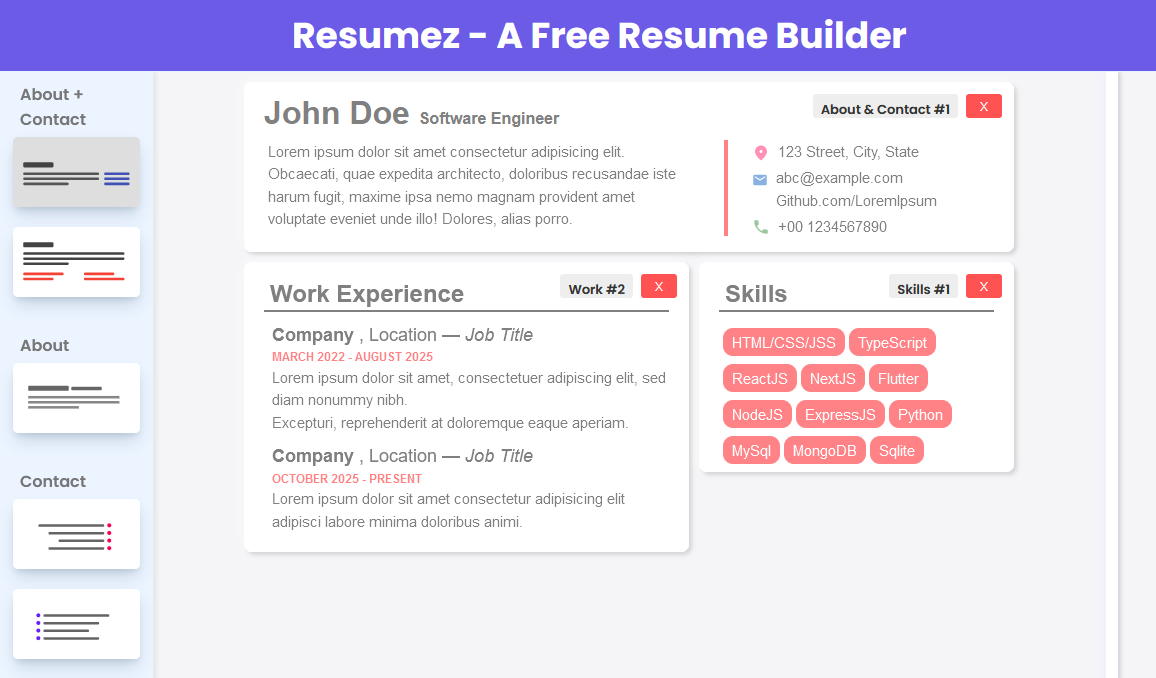 Resumez - A Free Resume Builder
About +
Contact
About
Contact
John Doe Software Engineer
About & Contact #1 X
Lorem ipsum dolor sit amet consectetur adipisicing elit.
Obcaecati, quae expedita architecto, doloribus recusandae iste
harum fugit, maxime ipsa nemo magnam provident amet
voluptate eveniet unde illo! Dolores, alias porro.
123 Street, City, State
abc@example.com
Github.com/LoremIpsum
+00 1234567890
Work Experience Work #2 X
Company , Location — Job Title
MARCH 2022 - AUGUST 2025
Lorem ipsum dolor sit amet, consectetuer adipiscing elit, sed
diam nonummy nibh.
Excepturi, reprehenderit at doloremque eaque aperiam.
Company , Location — Job Title
OCTOBER 2025 - PRESENT
Lorem ipsum dolor sit amet consectetur adipisicing elit
adipisci labore minima doloribus animi.
Skills Skills #1 X
HTML/CSS/JSS TypeScript
ReactJS NextJS Flutter
NodeJS ExpressJS Python
MySql MongoDB Sqlite